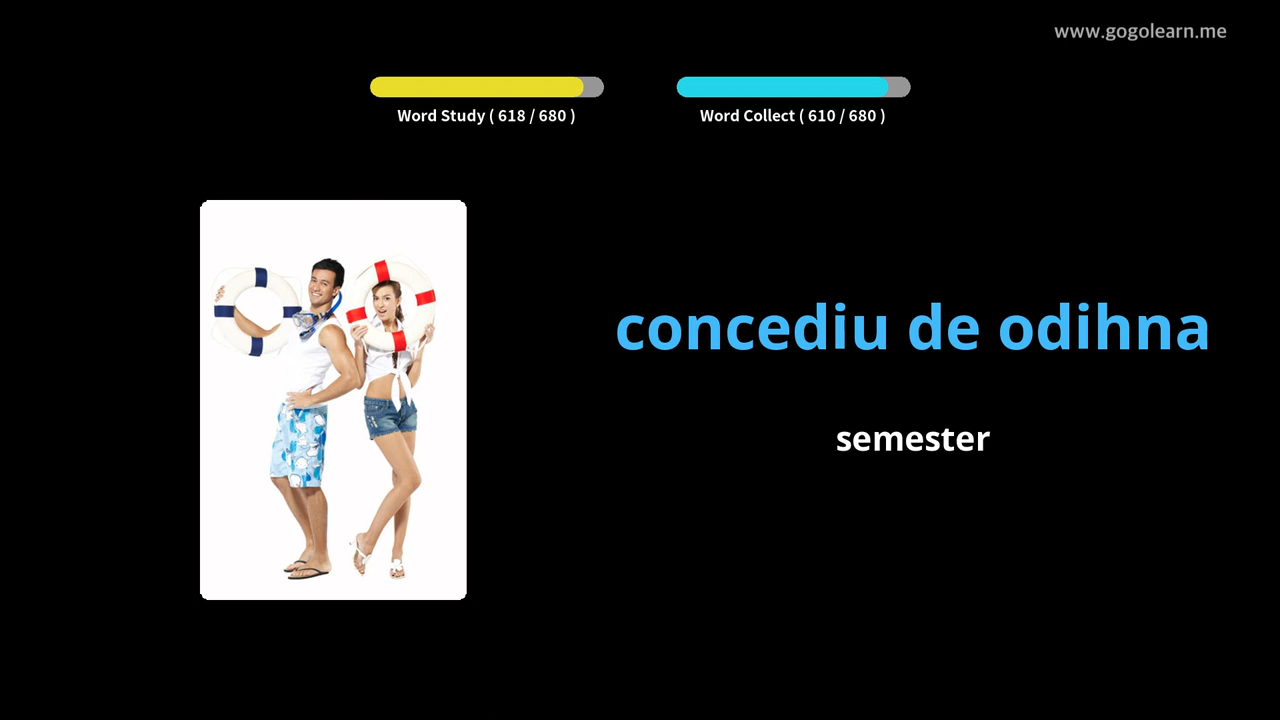 www.gogolearn.me
Word Study ( 618 / 680 )
Word Collect ( 610 / 680 )
concediu de odihna
semester